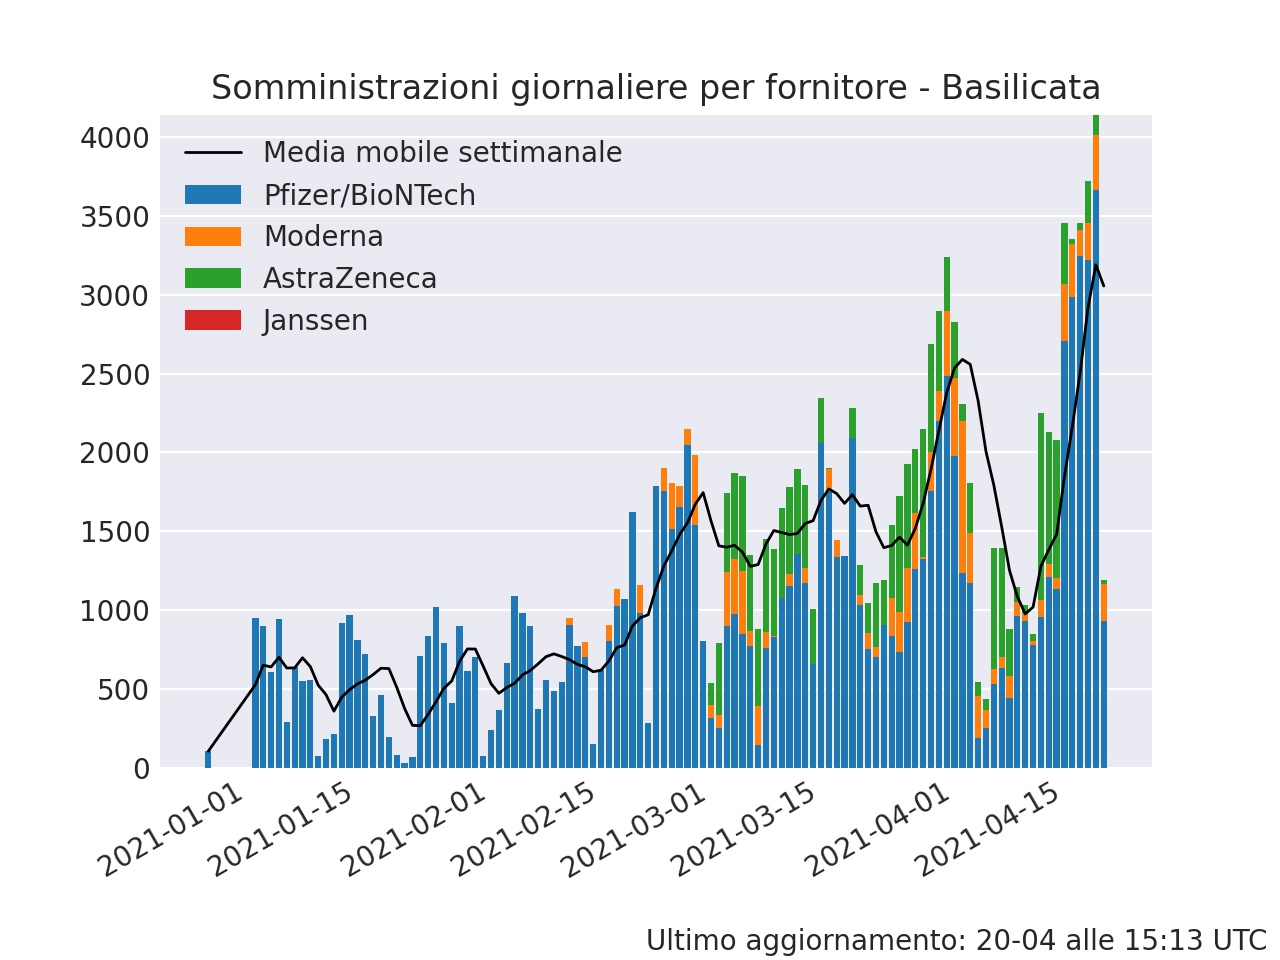 Somministrazioni giornaliere per fornitore - Basilicata
Media mobile settimanale
Pfizer/BioNTech
Moderna
AstraZeneca
Janssen
4000
3500
3000
2500
2000
1500
1000
500
0
2021-01-01
2021-01-15
2021-02-01
2021-02-15
2021-03-01
2021-03-15
2021-04-01
2021-04-15
Ultimo aggiornamento: 20-04 alle 15:13 UTC